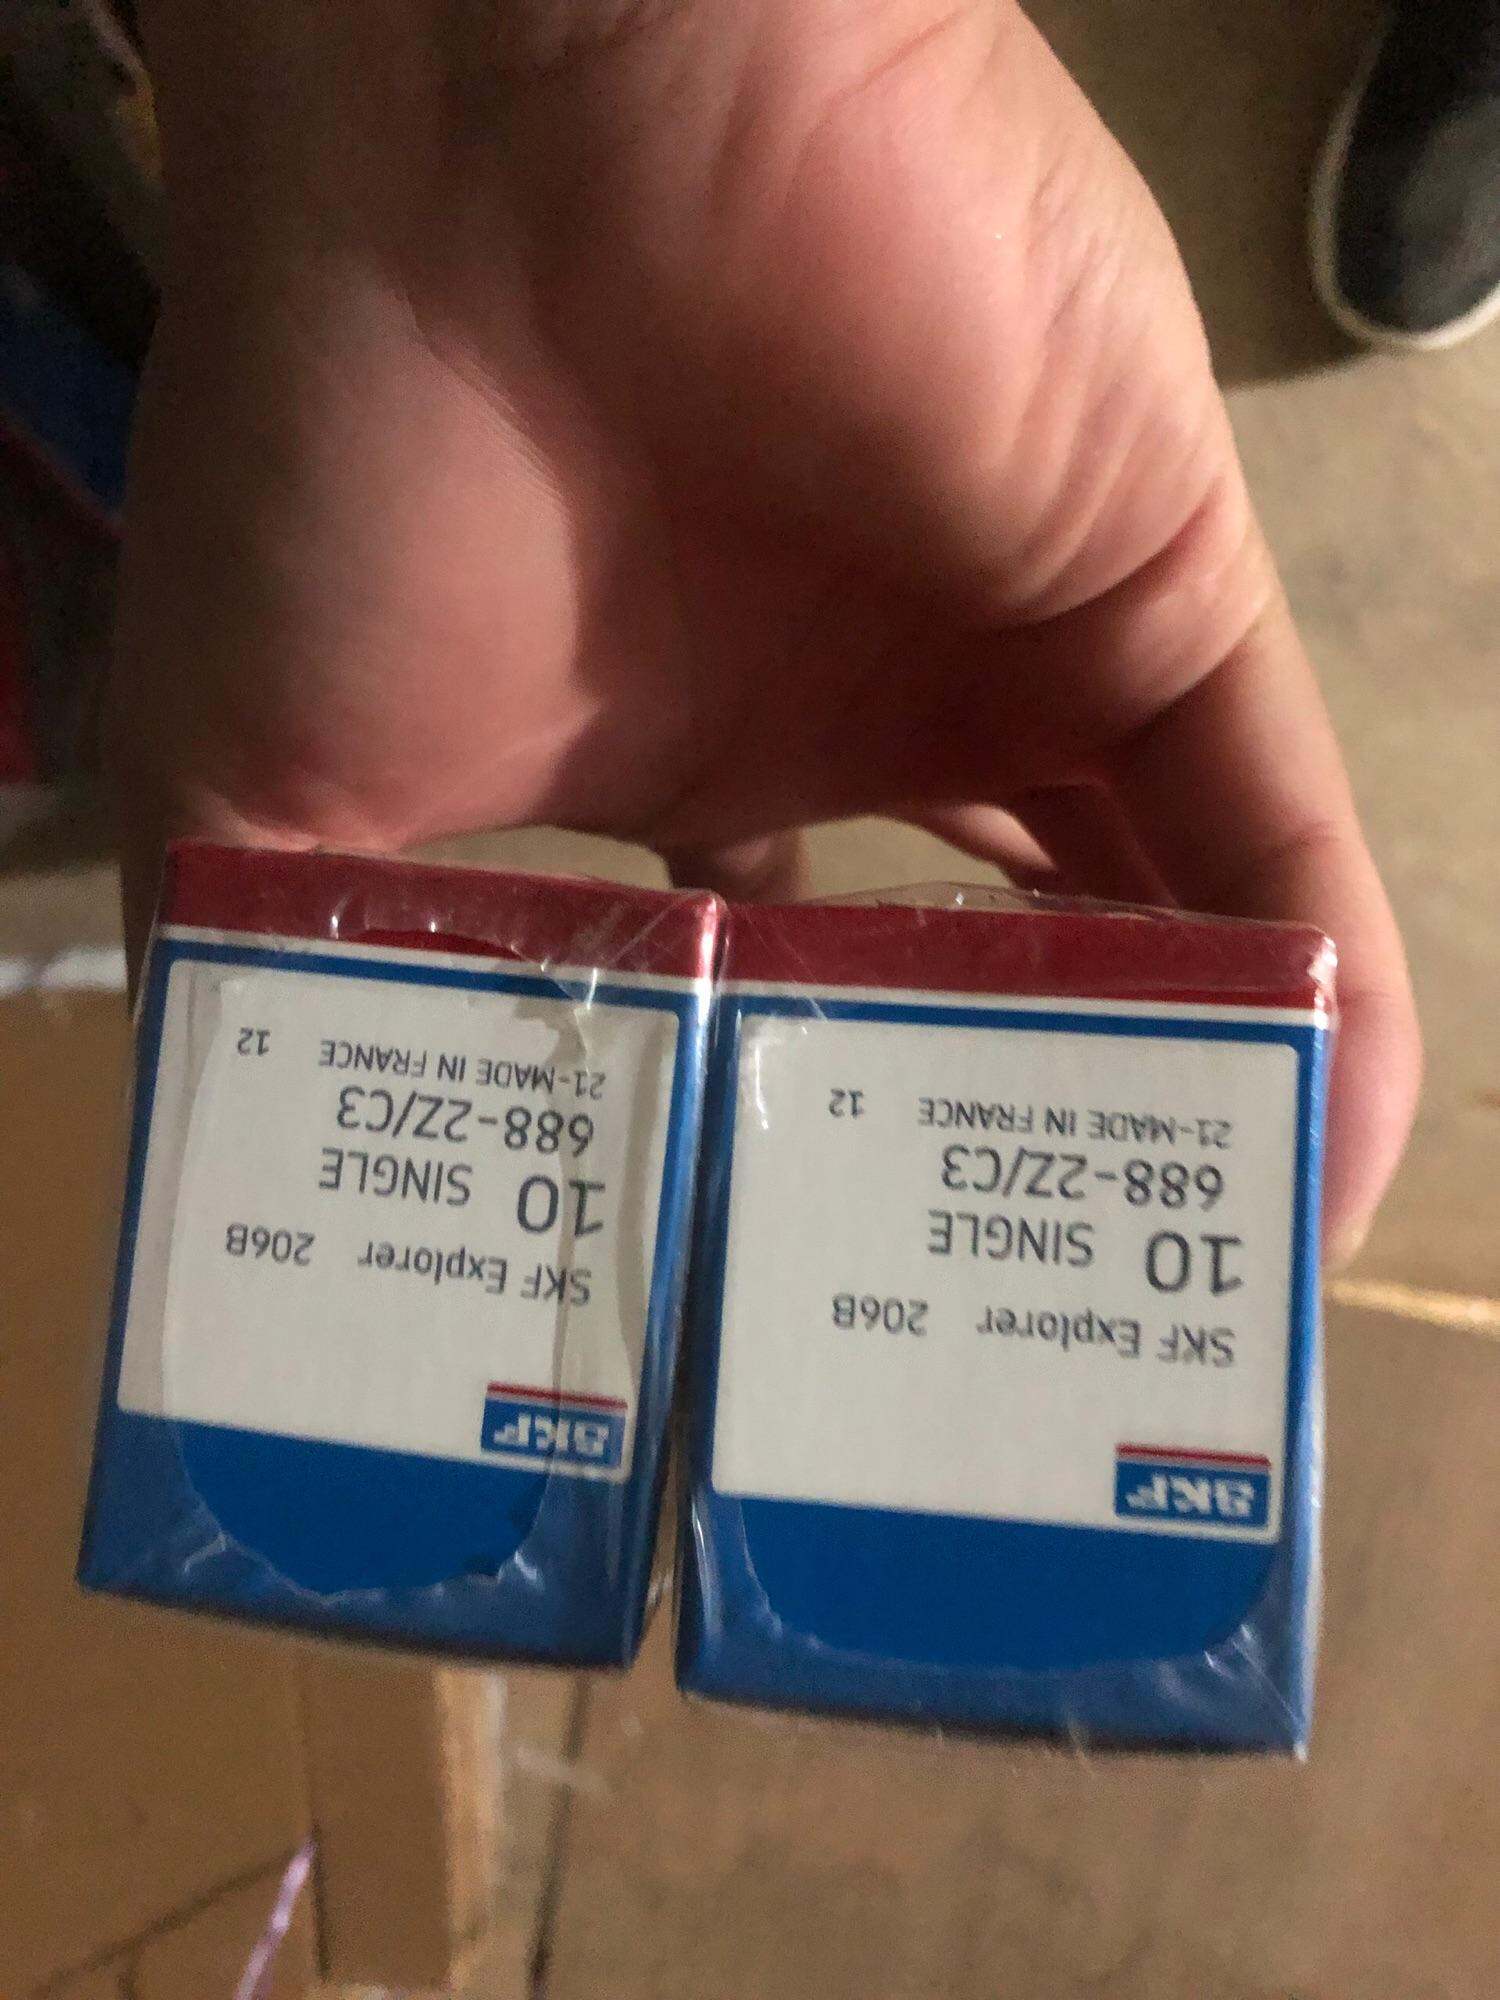 SKF
SKF Explorer 206B
10 SINGLE
688-2Z/C3
21-MADE IN FRANCE 12
SKF
SKF Explorer 206B
10 SINGLE
688-2Z/C3
21-MADE IN FRANCE 12